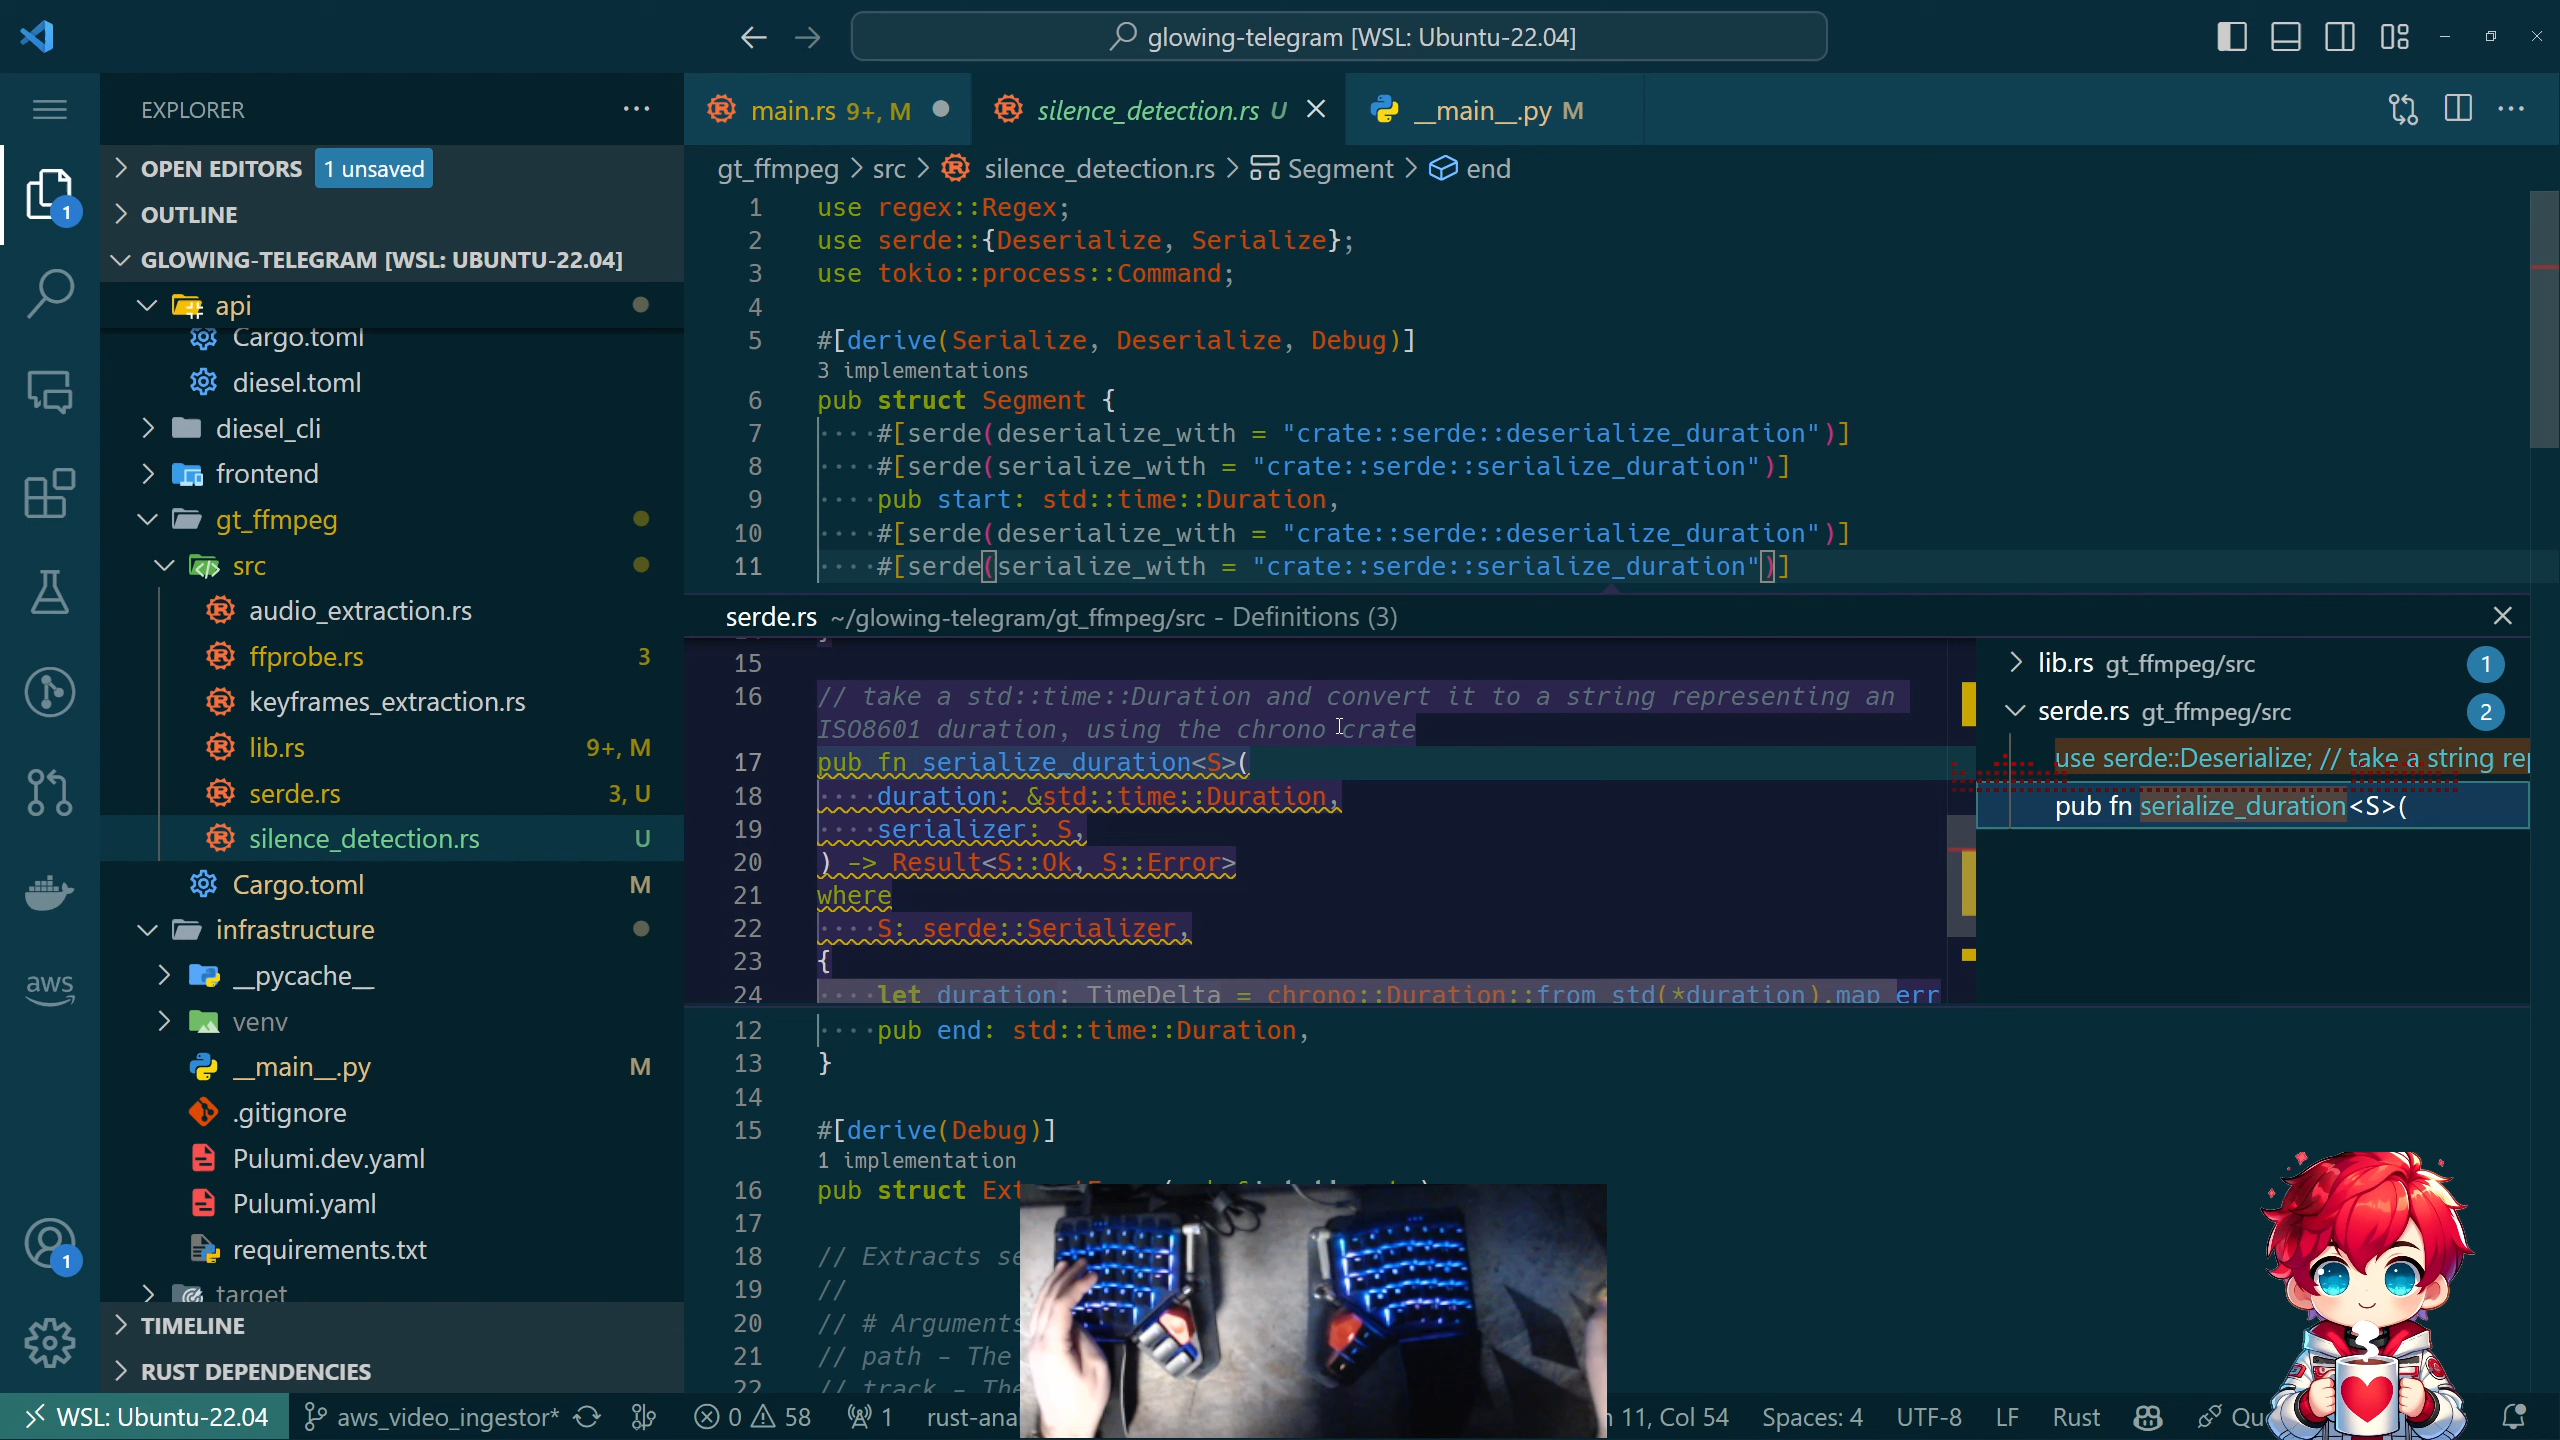 glowing-telegram [WSL: Ubuntu-22.04]
EXPLORER
OPEN EDITORS 1 unsaved
OUTLINE
GLOWING-TELEGRAM [WSL: UBUNTU-22.04]
api
Cargo.toml
diesel.toml
diesel_cli
frontend
gt_ffmpeg
src
audio_extraction.rs
ffprobe.rs 3
keyframes_extraction.rs
lib.rs 9+, M
serde.rs 3, U
silence_detection.rs U
Cargo.toml M
infrastructure
__pycache__
venv
__main__.py M
.gitignore
Pulumi.dev.yaml
Pulumi.yaml
requirements.txt
target
TIMELINE
RUST DEPENDENCIES
1
1
aws
main.rs 9+, M
silence_detection.rs U
__main__.py M
gt_ffmpeg > src > silence_detection.rs > Segment > end
1 use regex::Regex;
2 use serde::{Deserialize, Serialize};
3 use tokio::process::Command;
4
5 #[derive(Serialize, Deserialize, Debug)]
3 implementations
6 pub struct Segment {
7 ····#[serde(deserialize_with = "crate::serde::deserialize_duration")]
8 ····#[serde(serialize_with = "crate::serde::serialize_duration")]
9 ····pub start: std::time::Duration,
10 ····#[serde(deserialize_with = "crate::serde::deserialize_duration")]
11 ····#[serde(serialize_with = "crate::serde::serialize_duration")]
serde.rs ~/glowing-telegram/gt_ffmpeg/src - Definitions (3)
15
16 // take a std::time::Duration and convert it to a string representing an
ISO8601 duration, using the chrono crate
17 pub fn serialize_duration<S>(
18 ····duration: &std::time::Duration,
19 ····serializer: S,
20 ) -> Result<S::Ok, S::Error>
21 where
22 ····S: serde::Serializer,
23 {
24 ····let duration: TimeDelta = chrono::Duration::from_std(*duration).map_err
lib.rs gt_ffmpeg/src 1
serde.rs gt_ffmpeg/src 2
use serde::Deserialize; // take a string
pub fn serialize_duration<S>(
12 ····pub end: std::time::Duration,
13 }
14
15 #[derive(Debug)]
1 implementation
16 pub struct
17
18 // Extracts
19 //
20 // # Arguments
21 // path - The
22 // track - The
WSL: Ubuntu-22.04 aws_video_ingestor* 0 58 1 11, Col 54 Spaces: 4 UTF-8 LF Rust